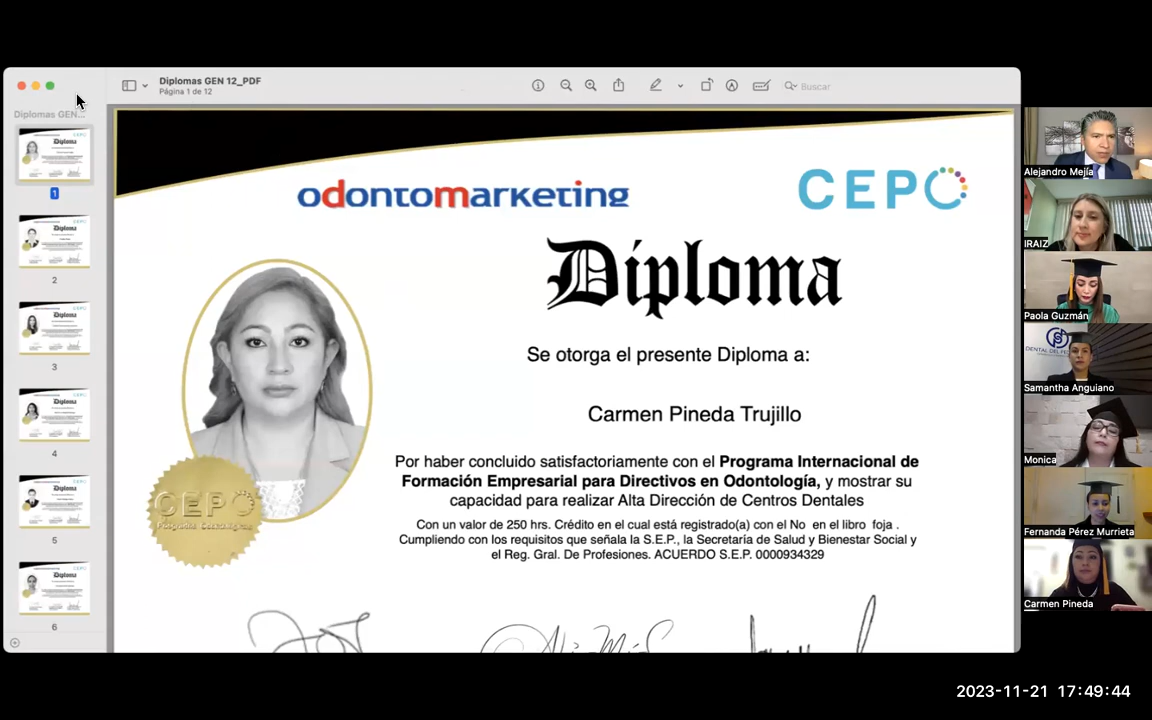 Diplomas GEN 12_PDF
Página 1 de 12
Buscar
Diplomas GEN...
1
2
3
4
5
6
odontomarketing
CEPO
Diploma
Se otorga el presente Diploma a:
Carmen Pineda Trujillo
Por haber concluido satisfactoriamente con el Programa Internacional de
Formación Empresarial para Directivos en Odontología, y mostrar su
capacidad para realizar Alta Dirección de Centros Dentales
Con un valor de 250 hrs. Crédito en el cual está registrado(a) con el No en el libro foja .
Cumpliendo con los requisitos que señala la S.E.P., la Secretaría de Salud y Bienestar Social y
el Reg. Gral. De Profesiones. ACUERDO S.E.P. 0000934329
CEPO
Alejandro Mejía
IRAIZ
Paola Guzmán
DENTAL DEL
Samantha Anguiano
Monica
Fernanda Pérez Murrieta
Carmen Pineda
2023-11-21 17:49:44